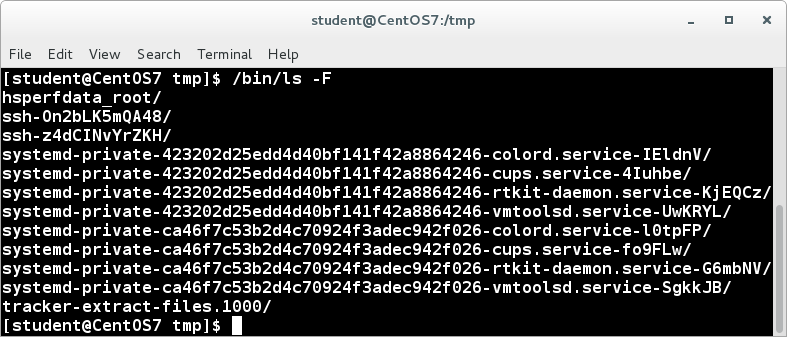 student@CentOS7:/tmp
File Edit View Search Terminal Help
[student@CentOS7 tmp]$ /bin/ls -F
hsperfdata_root/
ssh-On2bLK5mQA48/
ssh-z4dCINvYrZKH/
systemd-private-423202d25edd4d40bf141f42a8864246-colord.service-IEldnV/
systemd-private-423202d25edd4d40bf141f42a8864246-cups.service-4Iuhbe/
systemd-private-423202d25edd4d40bf141f42a8864246-rtkit-daemon.service-KjEQCz/
systemd-private-423202d25edd4d40bf141f42a8864246-vmtoolsd.service-UwKRYL/
systemd-private-ca46f7c53b2d4c70924f3adec942f026-colord.service-l0tpFP/
systemd-private-ca46f7c53b2d4c70924f3adec942f026-cups.service-fo9FLw/
systemd-private-ca46f7c53b2d4c70924f3adec942f026-rtkit-daemon.service-G6mbNV/
systemd-private-ca46f7c53b2d4c70924f3adec942f026-vmtoolsd.service-SgkkJB/
tracker-extract-files.1000/
[student@CentOS7 tmp]$